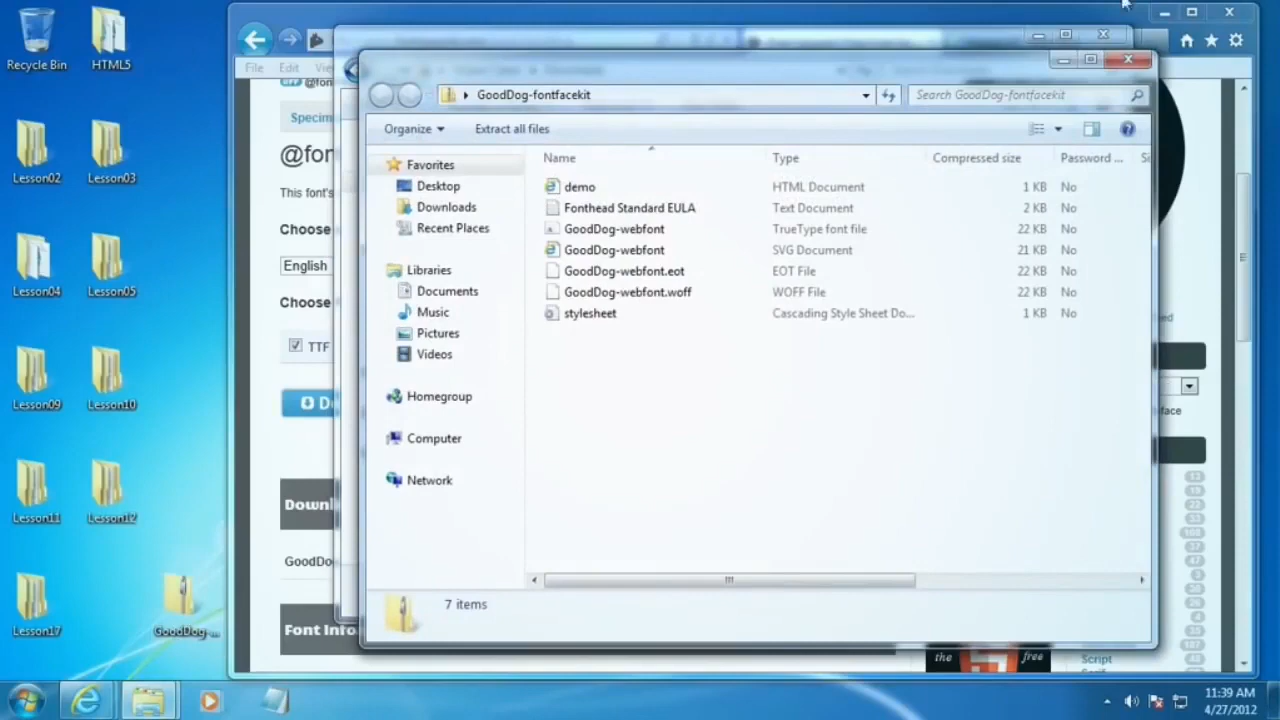 Recycle Bin
HTML5
Lesson02
Lesson03
Lesson04
Lesson05
Lesson09
Lesson10
Lesson11
Lesson12
Lesson17
GoodDog-...
File Edit
Specim
@fon
This font's
Choose
English
Choose
TTF
Downl
GoodDo
Font Info
GoodDog-fontfacekit
Search GoodDog-fontfacekit
Organize
Extract all files
Name Type Compressed size Password ... Si
Favorites
Desktop
Downloads
Recent Places
Libraries
Documents
Music
Pictures
Videos
Homegroup
Computer
Network
demo HTML Document 1 KB No
Fonthead Standard EULA Text Document 2 KB No
GoodDog-webfont TrueType font file 22 KB No
GoodDog-webfont SVG Document 21 KB No
GoodDog-webfont.eot EOT File 22 KB No
GoodDog-webfont.woff WOFF File 22 KB No
stylesheet Cascading Style Sheet Do... 1 KB No
7 items
the free
Script
11:39 AM
4/27/2012